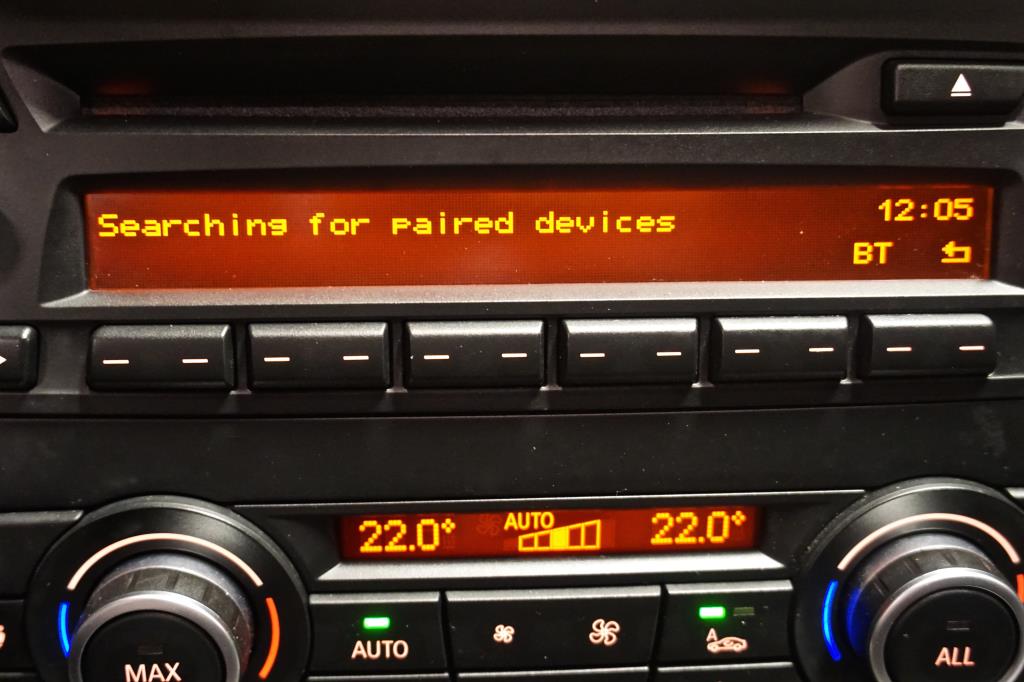 Searching for paired devices
12:05
BT
22.0° AUTO 22.0°
AUTO
A
MAX
ALL